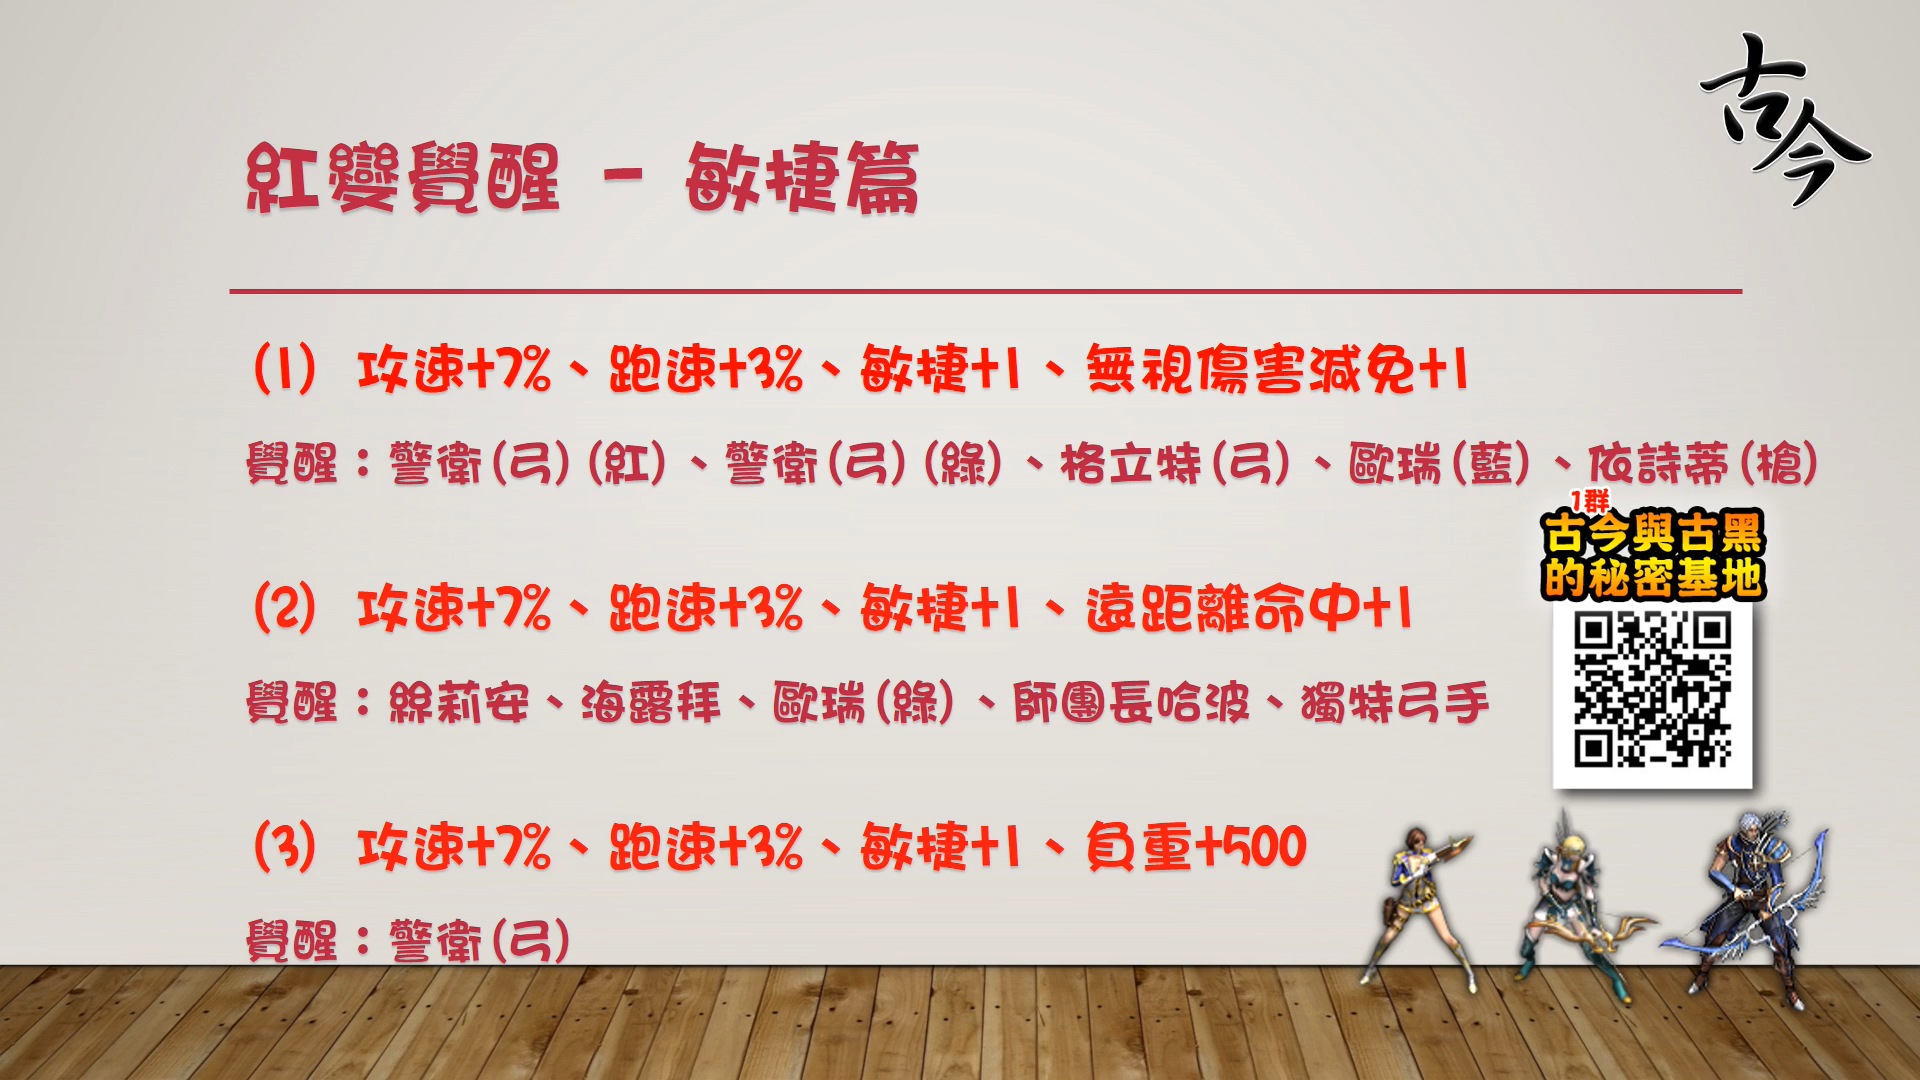 古今
紅變覺醒 - 敏捷篇
(1) 攻速+7%、跑速+3%、敏捷+1、無視傷害減免+1
覺醒：警衛(弓)(紅)、警衛(弓)(綠)、格立特(弓)、歐瑞(藍)、依詩蒂(槍)
1群
古今與古黑
的秘密基地
(2) 攻速+7%、跑速+3%、敏捷+1、遠距離命中+1
覺醒：絲莉安、海露拜、歐瑞(綠)、師團長哈波、獨特弓手
(3) 攻速+7%、跑速+3%、敏捷+1、負重+500
覺醒：警衛(弓)